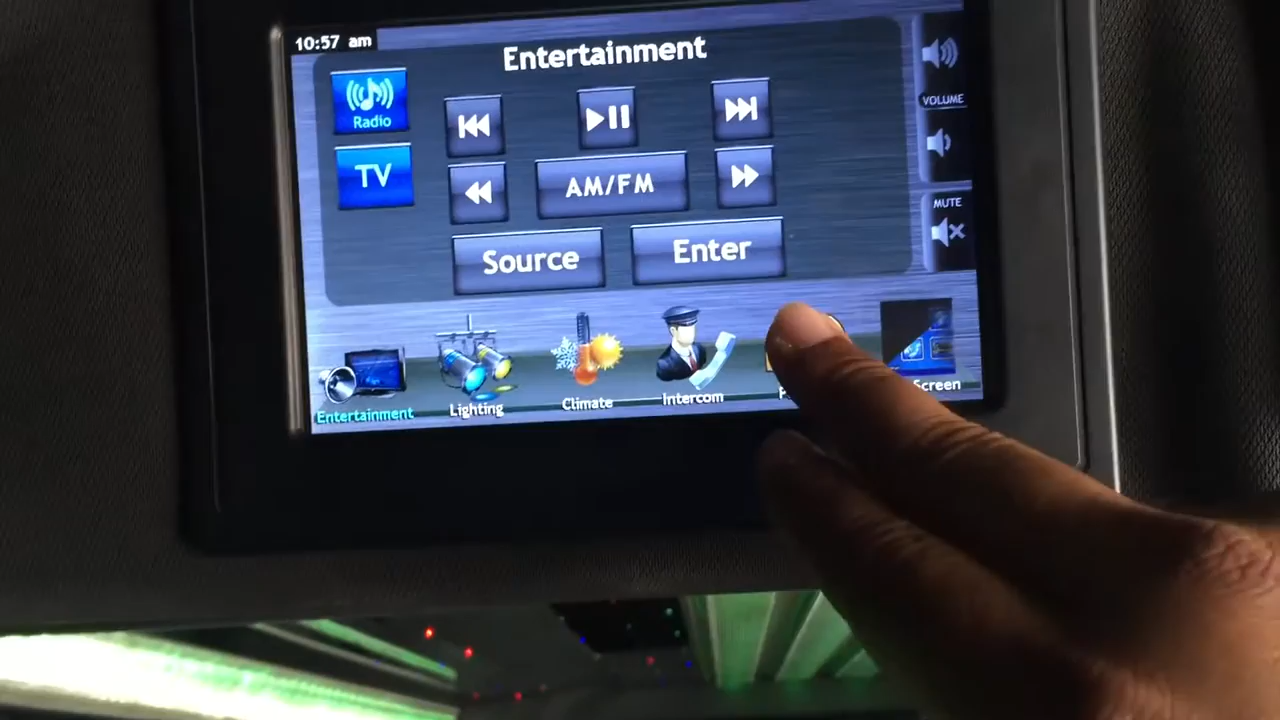 10:57 am
Entertainment
Radio
TV
AM/FM
Source
Enter
VOLUME
MUTE
Entertainment
Lighting
Climate
Intercom
Screen